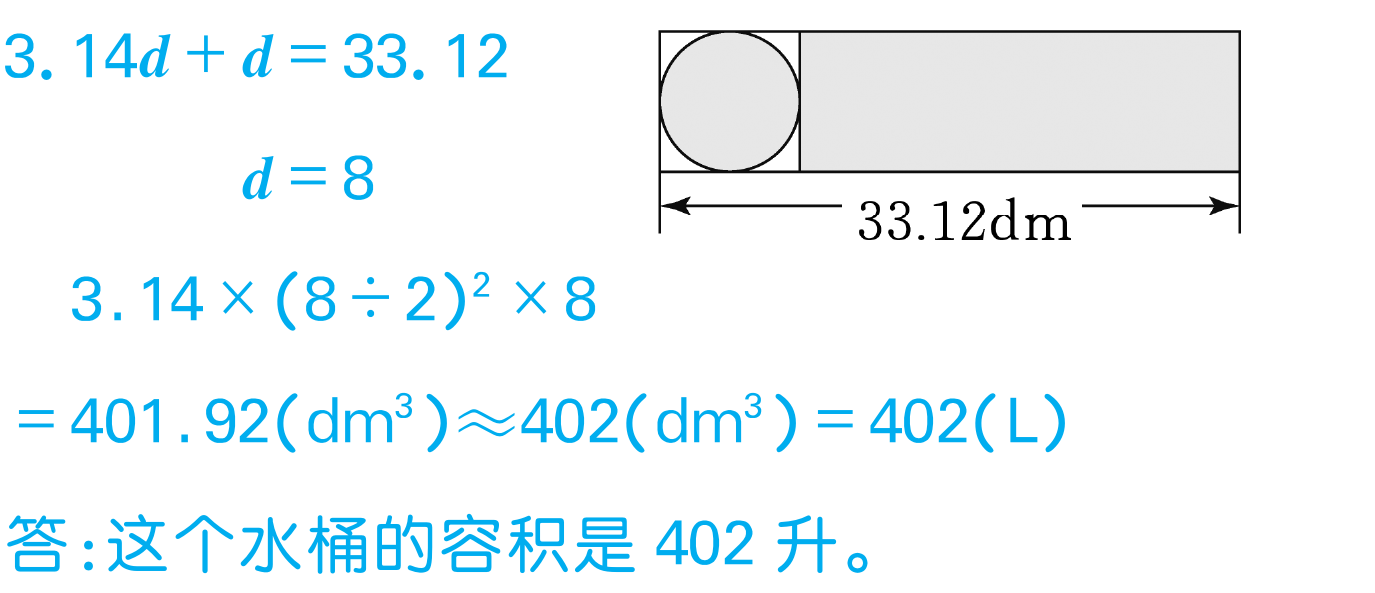 3.14d+d=33.12
d=8
33.12dm
3.14×(8÷2)²×8
=401.92(dm³)≈402(dm³)=402(L)
答:这个水桶的容积是 402 升。